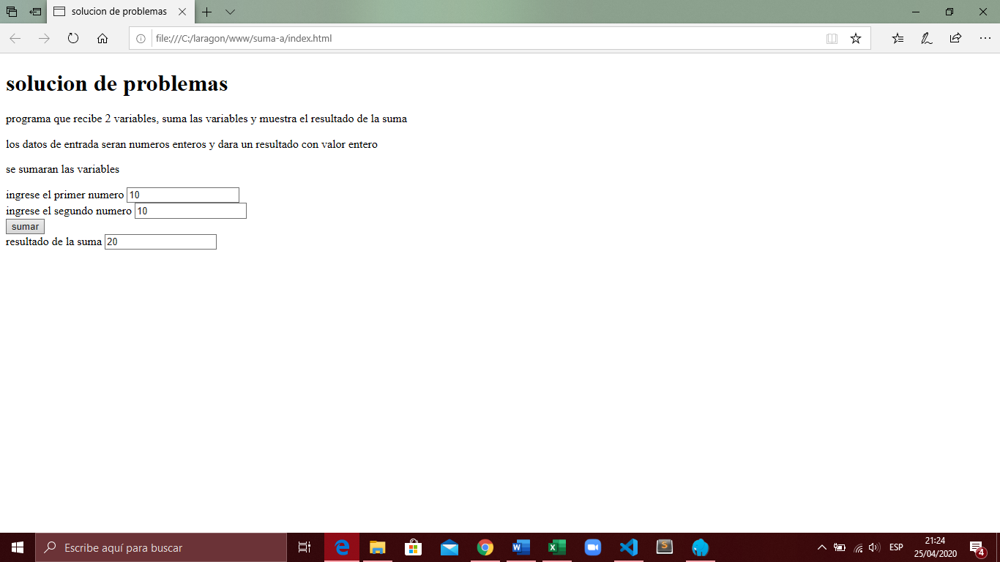 solucion de problemas
file:///C:/laragon/www/suma-a/index.html
solucion de problemas
programa que recibe 2 variables, suma las variables y muestra el resultado de la suma
los datos de entrada seran numeros enteros y dara un resultado con valor entero
se sumaran las variables
ingrese el primer numero 10
ingrese el segundo numero 10
sumar
resultado de la suma 20
Escribe aquí para buscar
ESP
21:24
25/04/2020
4